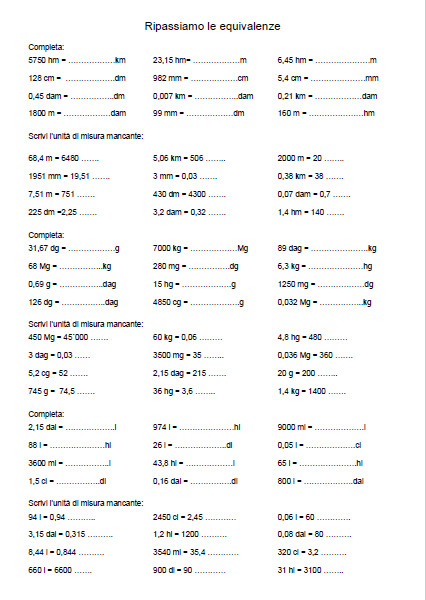 Ripassiamo le equivalenze
Completa:
5750 hm = ………………km 23,15 hm= ………………m 6,45 hm = …………………m
128 cm = ………………dm 982 mm = ………………cm 5,4 cm = ………………mm
0,45 dam = ……………..dm 0,007 km = ……………..dam 0,21 km = ……………..dam
1800 m = ………………dam 99 mm = ………………dm 160 m = …………………hm
Scrivi l'unità di misura mancante:
68,4 m = 6480 ……. 5,06 km = 506 …….. 2000 m = 20 ……..
1951 mm = 19,51 ……. 3 mm = 0,03 ……. 0,38 km = 38 …….
7,51 m = 751 ……. 430 dm = 4300 ……. 0,07 dam = 0,7 …….
225 dm =2,25 ……. 3,2 dam = 0,32 ……. 1,4 hm = 140 …….
Completa:
31,67 dg = ………………g 7000 kg = ………………Mg 89 dag = …………………kg
68 Mg = ……………..kg 280 mg = ……………..dg 6,3 kg = …………………hg
0,69 g = ……………..dag 15 hg = ………………..g 1250 mg = ……………..dg
126 dg = ……………..dag 4850 cg = ………………..g 0,032 Mg = ……………..kg
Scrivi l'unità di misura mancante:
450 Mg = 45´000 ……. 60 kg = 0,06 ……… 4,8 hg = 480 ………
3 dag = 0,03 …… 3500 mg = 35 …….. 0,036 Mg = 360 …….
5,2 cg = 52 ……. 2,15 dag = 215 ……. 20 g = 200 ……..
745 g = 74,5 ……. 36 hg = 3,6 …….. 1,4 kg = 1400 …….
Completa:
2,15 dal = ………………..l 974 l = …………………hl 9000 ml = ………………..l
88 l = …………………hl 26 l = …………………..dl 0,05 l = ………………..cl
3600 ml = ……………..l 43,8 hl = ………………..l 65 l = …………………..hl
1,5 cl = ……………..dl 0,16 dal = ……………..dl 800 l = …………………dal
Scrivi l'unità di misura mancante:
94 l = 0,94 ……….. 2450 cl = 2,45 ………… 0,06 l = 60 …………
3,15 dal = 0,315 ………. 1,2 hl = 1200 ………. 0,08 dal = 80 ……….
8,44 l = 0,844 ………. 3540 ml = 35,4 ………… 320 cl = 3,2 ……….
660 l = 6600 ……. 900 dl = 90 ………… 31 hl = 3100 ……..